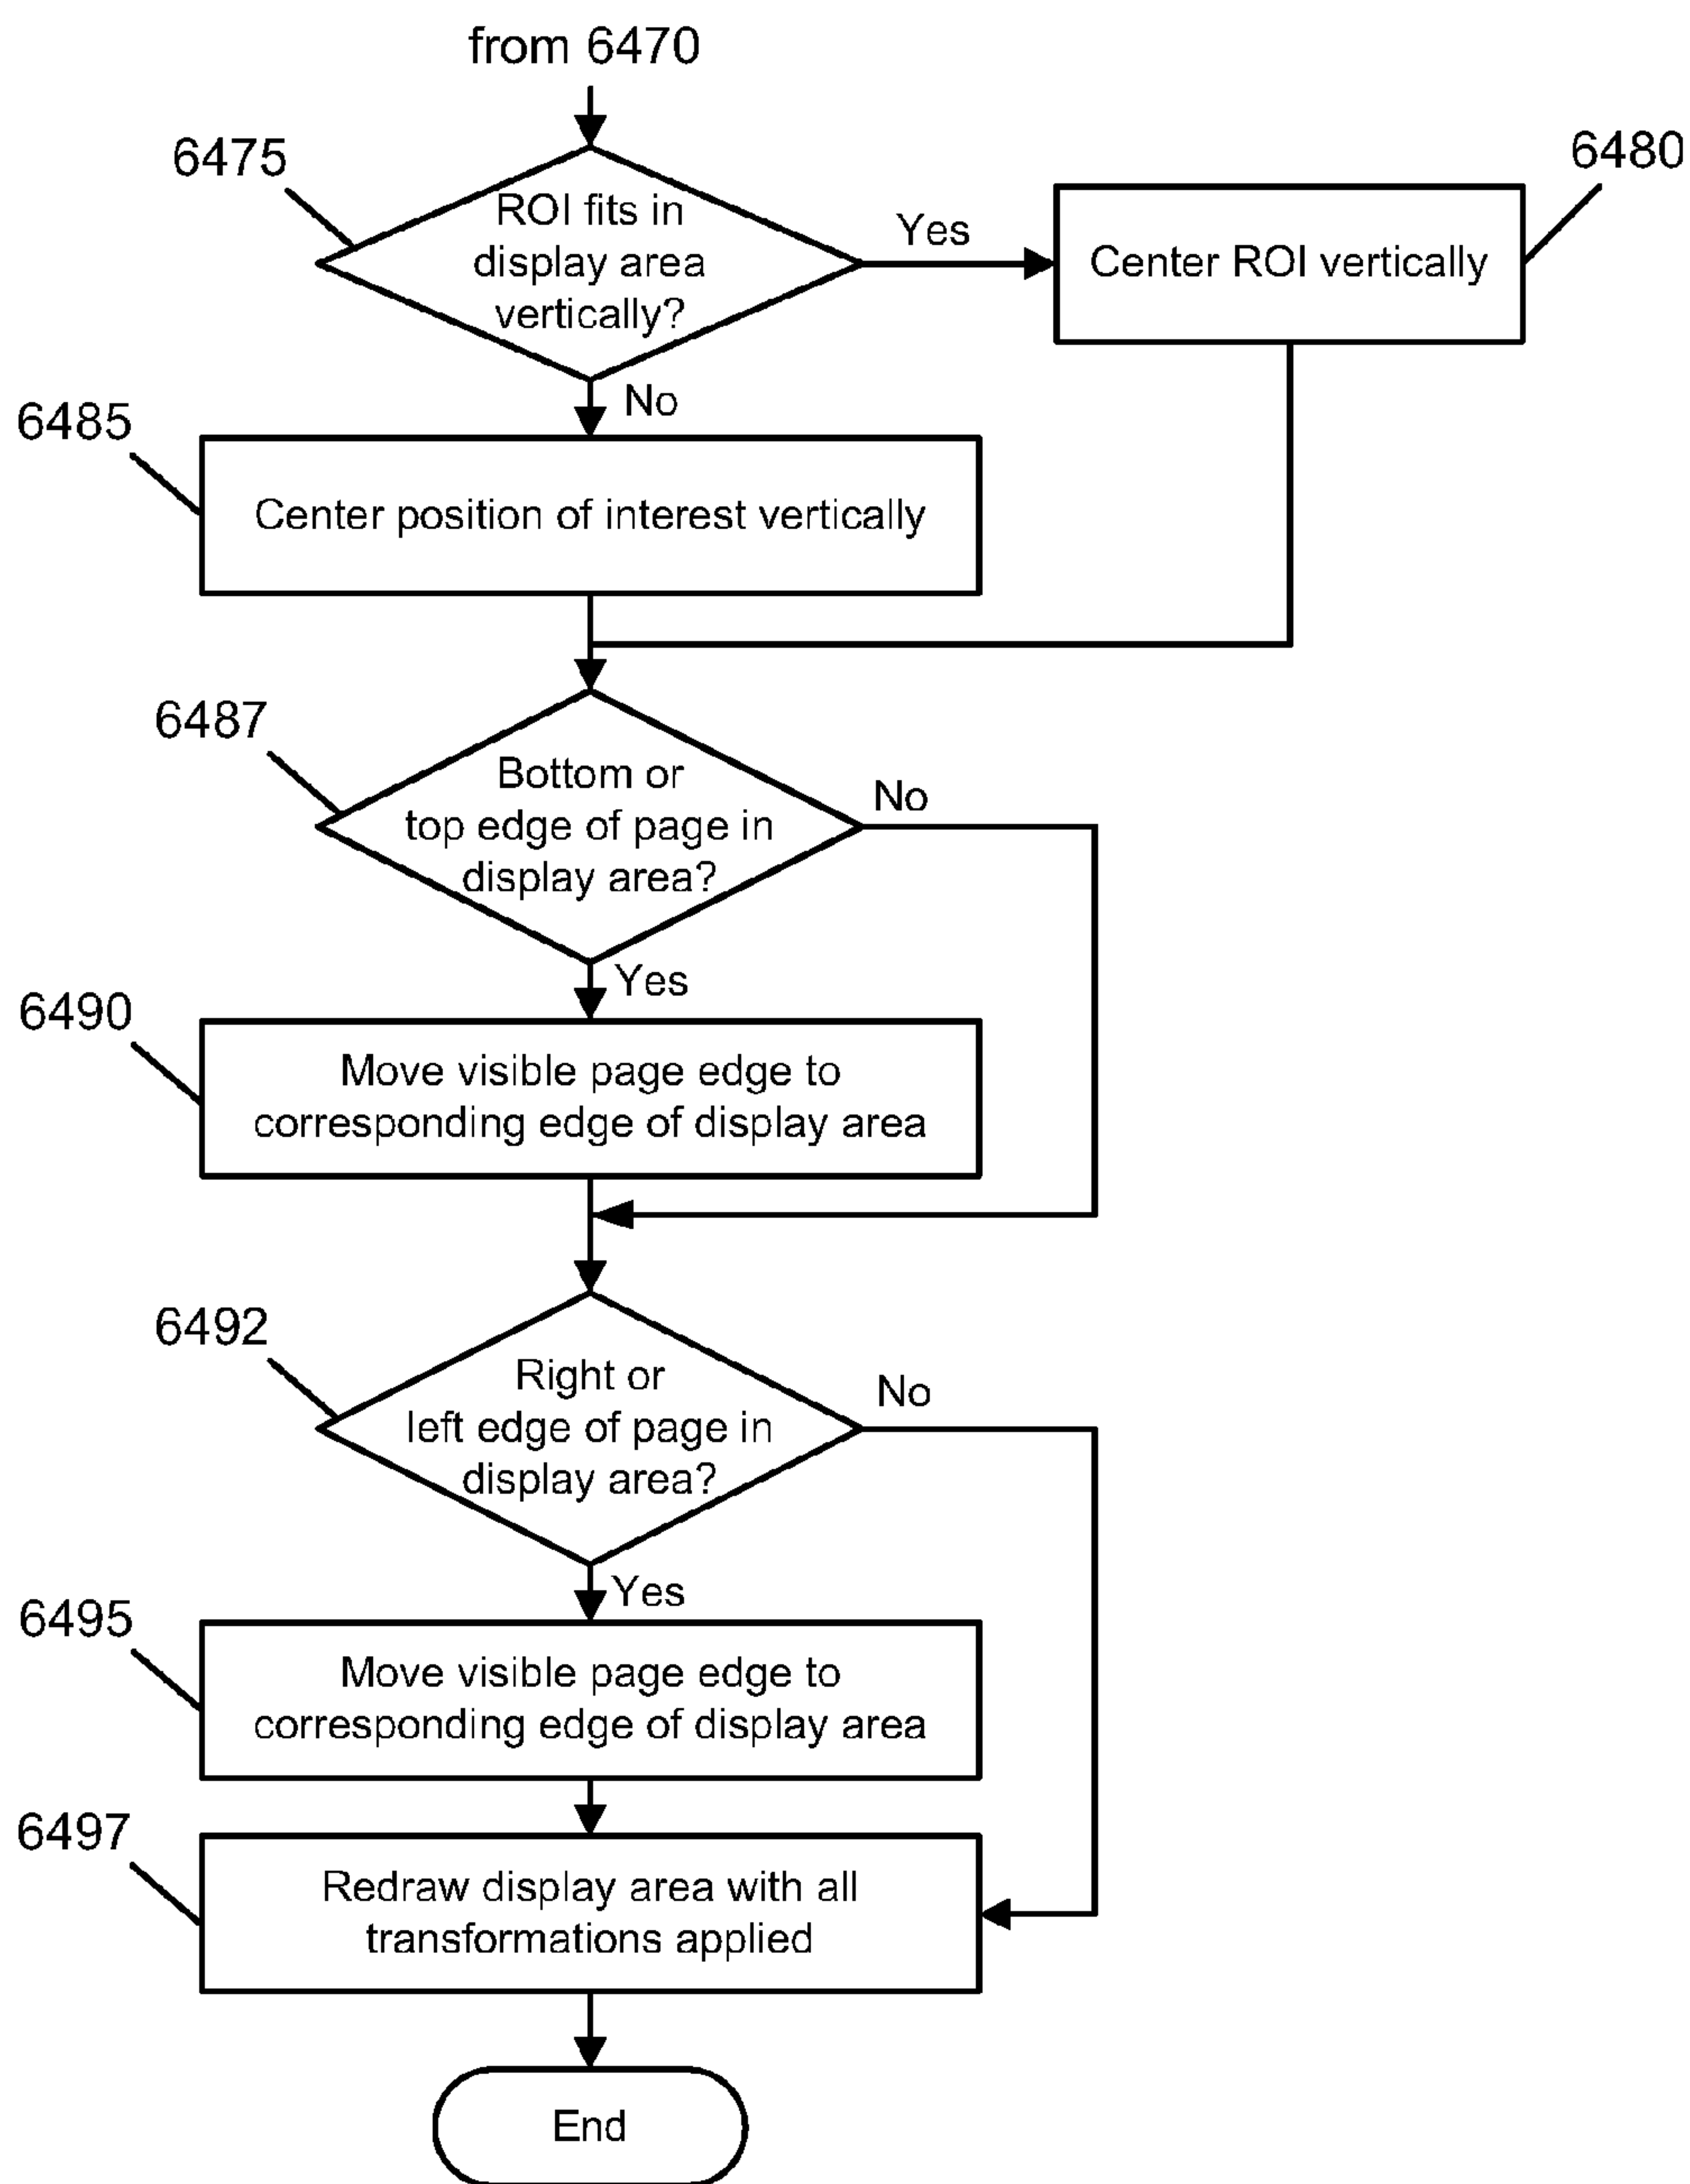 from 6470
6475
ROI fits in
display area
vertically?
Yes
6480
Center ROI vertically
No
6485
Center position of interest vertically
6487
Bottom or
top edge of page in
display area?
No
Yes
6490
Move visible page edge to
corresponding edge of display area
6492
Right or
left edge of page in
display area?
No
Yes
6495
Move visible page edge to
corresponding edge of display area
6497
Redraw display area with all
transformations applied
End